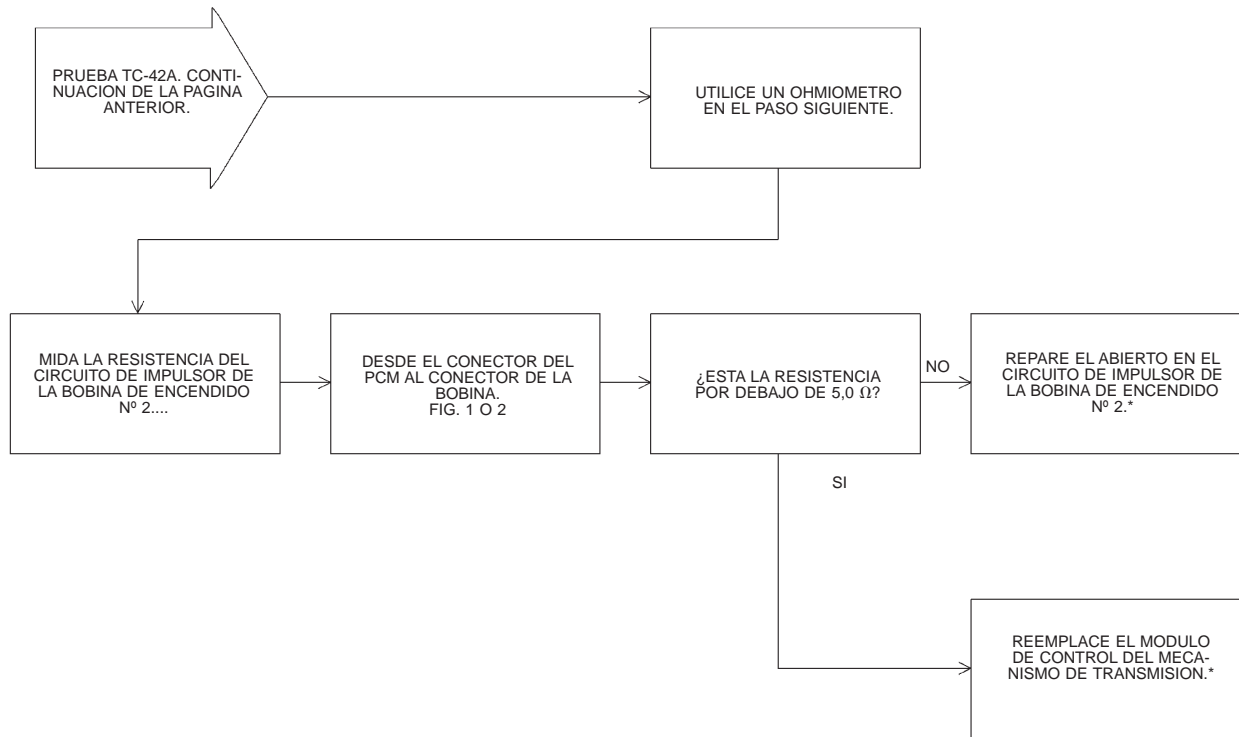 PRUEBA TC-42A. CONTI-
NUACION DE LA PAGINA
ANTERIOR.
UTILICE UN OHMIOMETRO
EN EL PASO SIGUIENTE.
MIDA LA RESISTENCIA DEL
CIRCUITO DE IMPULSOR DE
LA BOBINA DE ENCENDIDO
Nº 2....
DESDE EL CONECTOR DEL
PCM AL CONECTOR DE LA
BOBINA.
FIG. 1 O 2
¿ESTA LA RESISTENCIA
POR DEBAJO DE 5,0 Ω?
NO
REPARE EL ABIERTO EN EL
CIRCUITO DE IMPULSOR DE
LA BOBINA DE ENCENDIDO
Nº 2.*
SI
REEMPLACE EL MODULO
DE CONTROL DEL MECA-
NISMO DE TRANSMISION.*